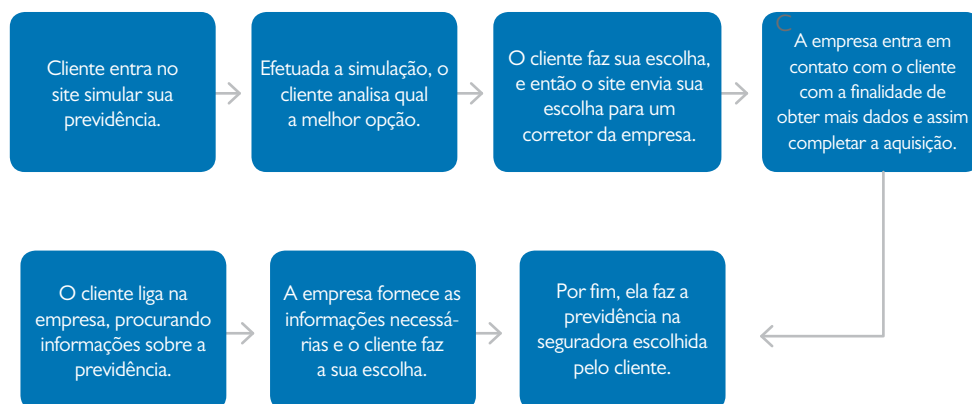 Cliente entra no
site simular sua
previdência.
Efetuada a simulação, o
cliente analisa qual
a melhor opção.
O cliente faz sua escolha,
e então o site envia sua
escolha para um
corretor da empresa.
C
A empresa entra em
contato com o cliente
com a finalidade de
obter mais dados e assim
completar a aquisição.
O cliente liga na
empresa, procurando
informações sobre a
previdência.
A empresa fornece as
informações necessá-
rias e o cliente faz
a sua escolha.
Por fim, ela faz a
previdência na
seguradora escolhida
pelo cliente.